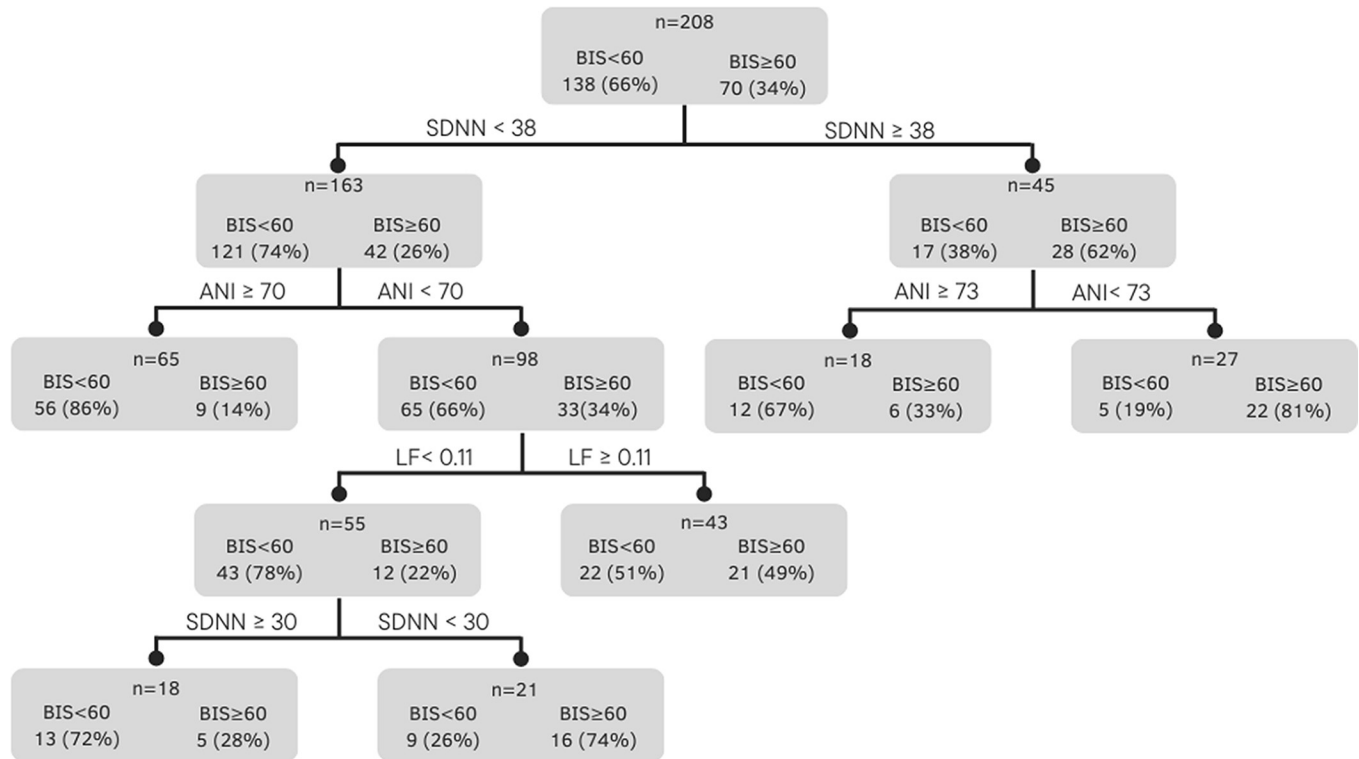 n=208
BIS<60 BIS≥60
138 (66%) 70 (34%)
SDNN < 38 SDNN ≥ 38
n=163 n=45
BIS<60 BIS≥60 BIS<60 BIS≥60
121 (74%) 42 (26%) 17 (38%) 28 (62%)
ANI ≥ 70 ANI < 70 ANI ≥ 73 ANI< 73
n=65 n=98 n=18 n=27
BIS<60 BIS≥60 BIS<60 BIS≥60 BIS<60 BIS≥60 BIS<60 BIS≥60
56 (86%) 9 (14%) 65 (66%) 33(34%) 12 (67%) 6 (33%) 5 (19%) 22 (81%)
LF< 0.11 LF ≥ 0.11
n=55 n=43
BIS<60 BIS≥60 BIS<60 BIS≥60
43 (78%) 12 (22%) 22 (51%) 21 (49%)
SDNN ≥ 30 SDNN < 30
n=18 n=21
BIS<60 BIS≥60 BIS<60 BIS≥60
13 (72%) 5 (28%) 9 (26%) 16 (74%)